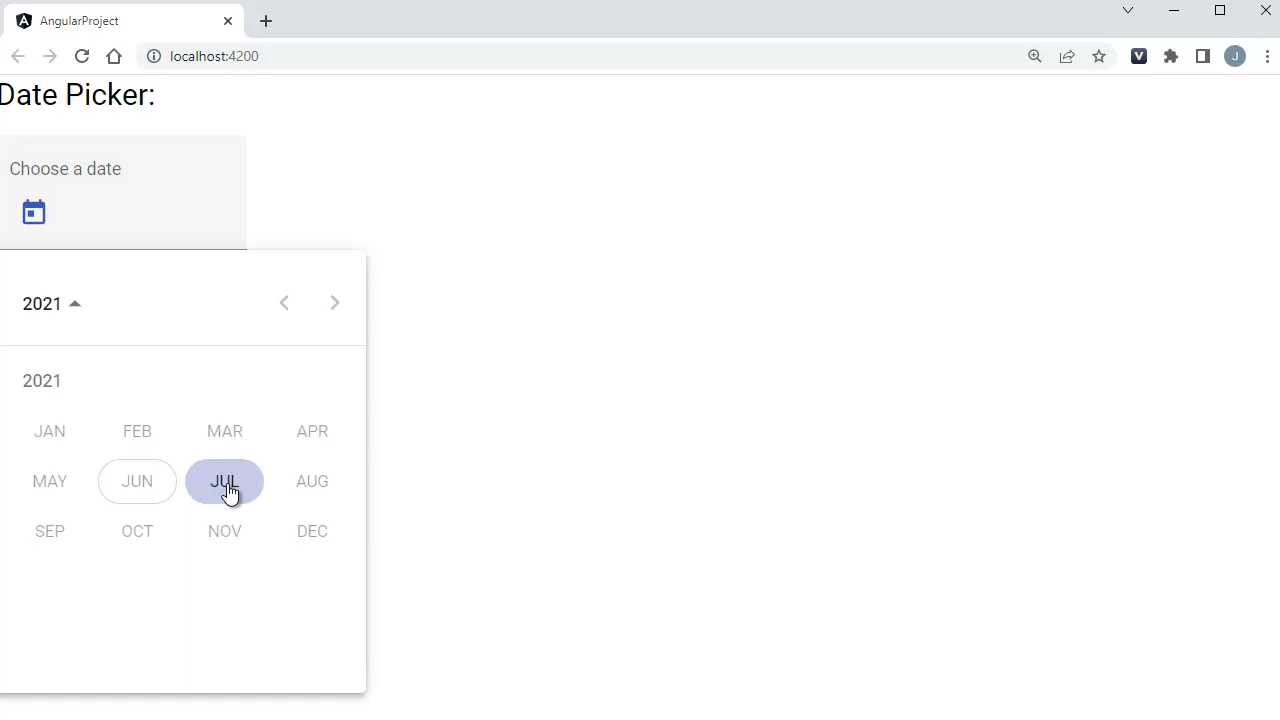 AngularProject
localhost:4200
J
Date Picker:
Choose a date
2021
2021
JAN FEB MAR APR
MAY JUN JUL AUG
SEP OCT NOV DEC